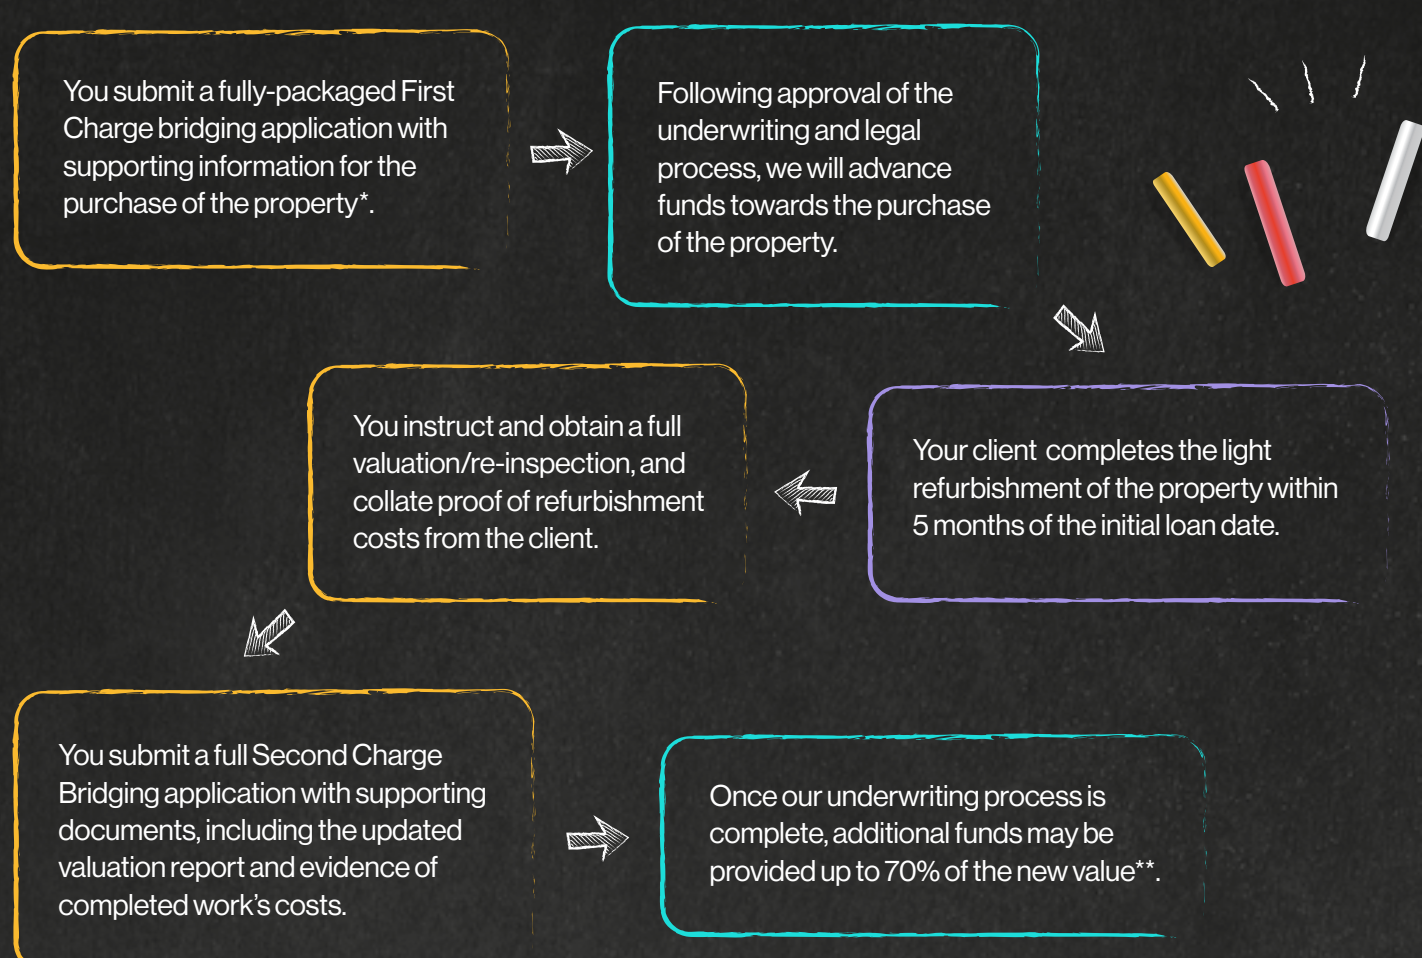 You submit a fully-packaged First
Charge bridging application with
supporting information for the
purchase of the property*.
Following approval of the
underwriting and legal
process, we will advance
funds towards the purchase
of the property.
Your client completes the light
refurbishment of the property within
5 months of the initial loan date.
You instruct and obtain a full
valuation/re-inspection, and
collate proof of refurbishment
costs from the client.
You submit a full Second Charge
Bridging application with supporting
documents, including the updated
valuation report and evidence of
completed work's costs.
Once our underwriting process is
complete, additional funds may be
provided up to 70% of the new value**.